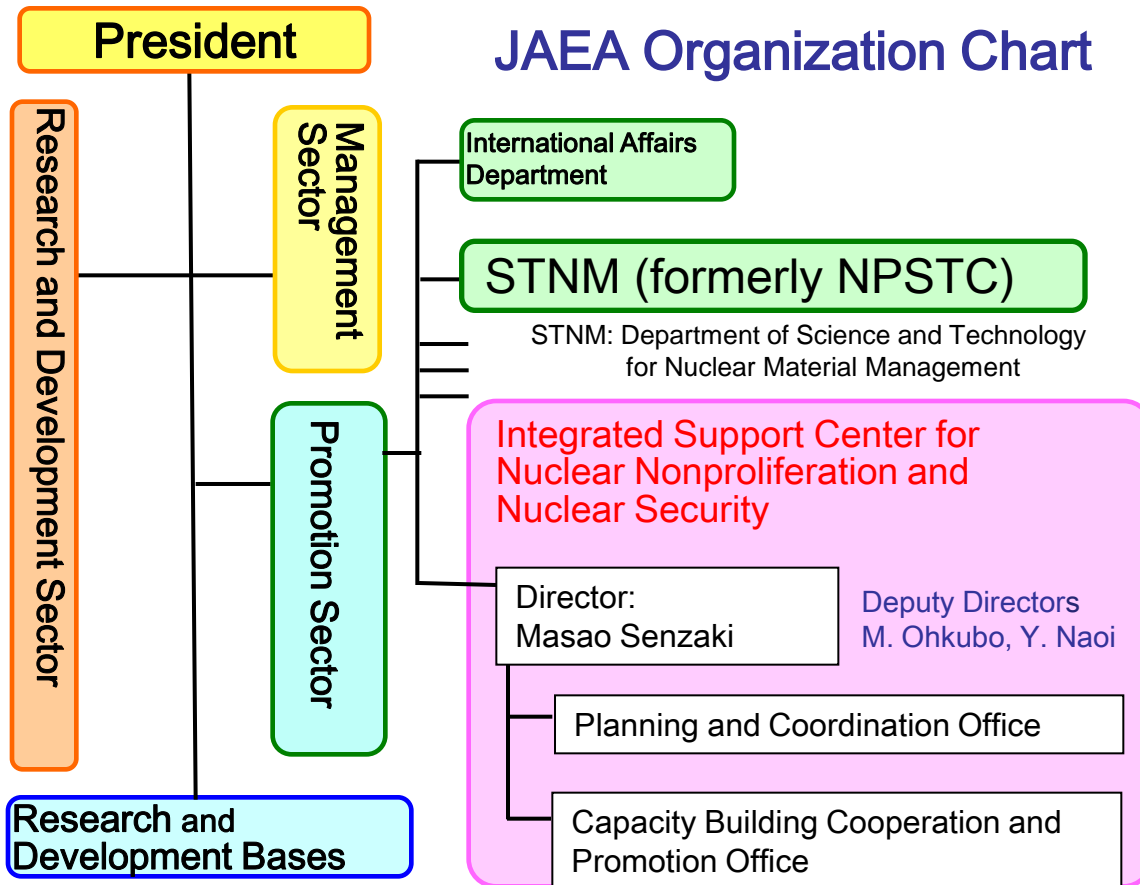 President
JAEA Organization Chart
Research and Development Sector
Management
Sector
International Affairs
Department
STNM (formerly NPSTC)
STNM: Department of Science and Technology
for Nuclear Material Management
Promotion Sector
Integrated Support Center for
Nuclear Nonproliferation and
Nuclear Security
Director:
Masao Senzaki
Deputy Directors
M. Ohkubo, Y. Naoi
Planning and Coordination Office
Capacity Building Cooperation and
Promotion Office
Research and
Development Bases